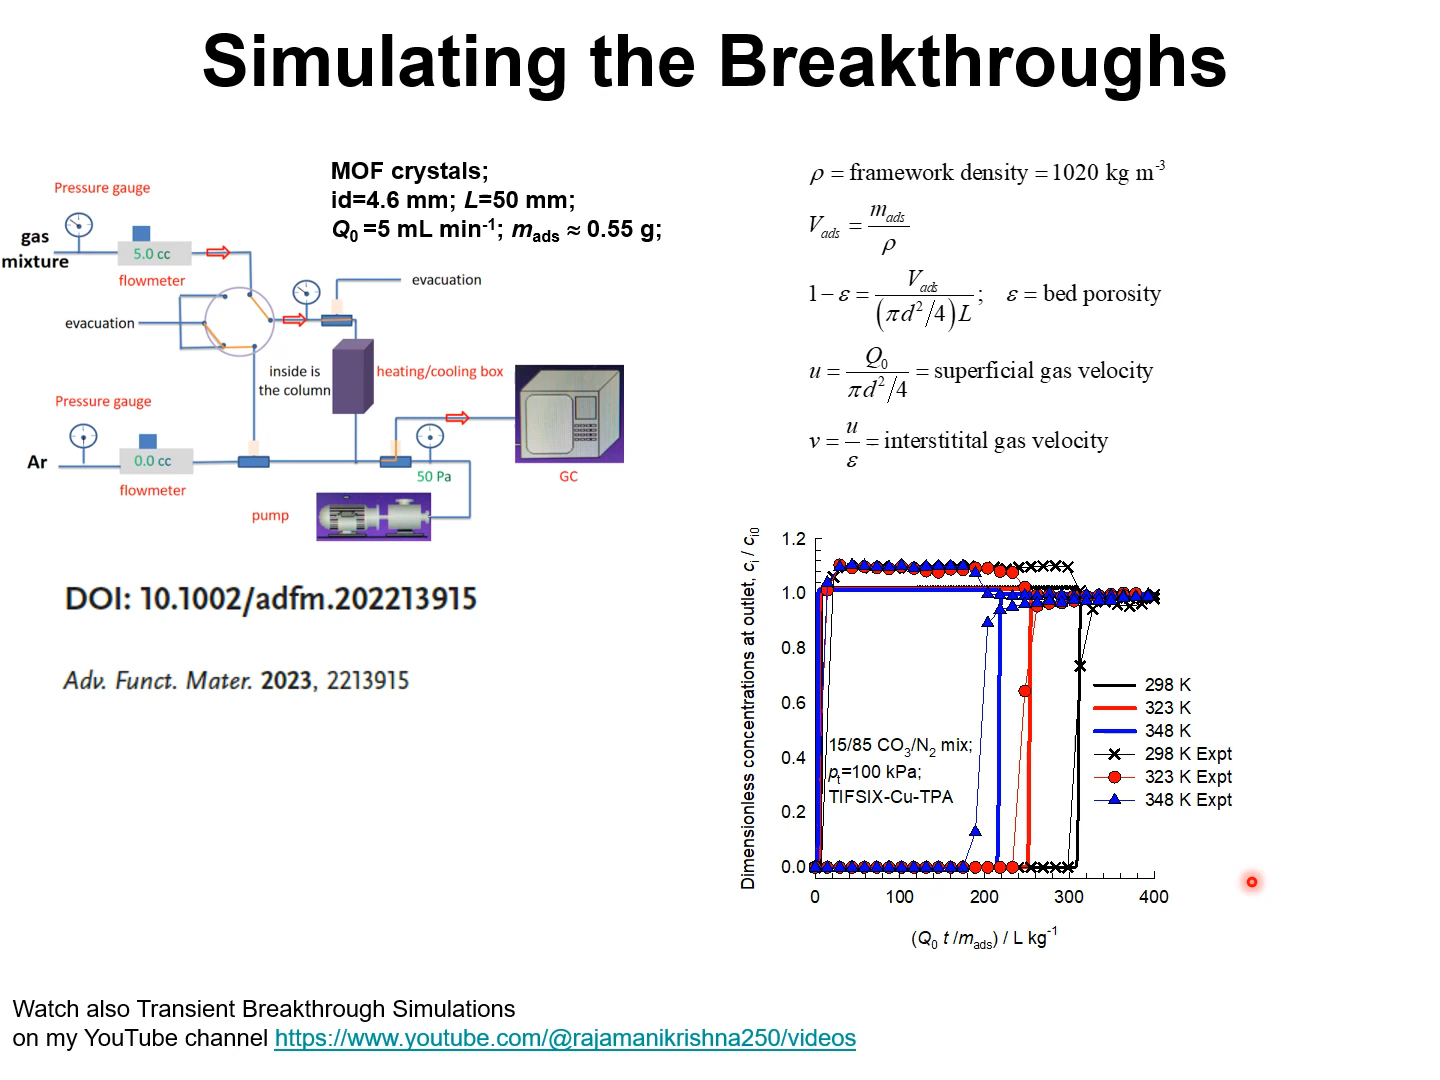 Simulating the Breakthroughs
MOF crystals;
id=4.6 mm; L=50 mm;
Q₀ =5 mL min⁻¹; m_ads ≈ 0.55 g;
Pressure gauge
gas
mixture
5.0 cc
flowmeter
evacuation
evacuation
inside is
the column
heating/cooling box
Pressure gauge
Ar
0.0 cc
flowmeter
50 Pa
GC
pump
ρ = framework density = 1020 kg m⁻³
V_ads = m_ads / ρ
1 − ε = V_ads / (πd²/4)L ; ε = bed porosity
u = Q₀ / πd²/4 = superficial gas velocity
v = u / ε = interstitital gas velocity
DOI: 10.1002/adfm.202213915
Adv. Funct. Mater. 2023, 2213915
Dimensionless concentrations at outlet, cᵢ / cᵢ₀
1.2
1.0
0.8
0.6
0.4
0.2
0.0
15/85 CO₃/N₂ mix;
pₜ=100 kPa;
TIFSIX-Cu-TPA
298 K
323 K
348 K
298 K Expt
323 K Expt
348 K Expt
0 100 200 300 400
(Q₀ t /m_ads) / L kg⁻¹
Watch also Transient Breakthrough Simulations
on my YouTube channel https://www.youtube.com/@rajamanikrishna250/videos